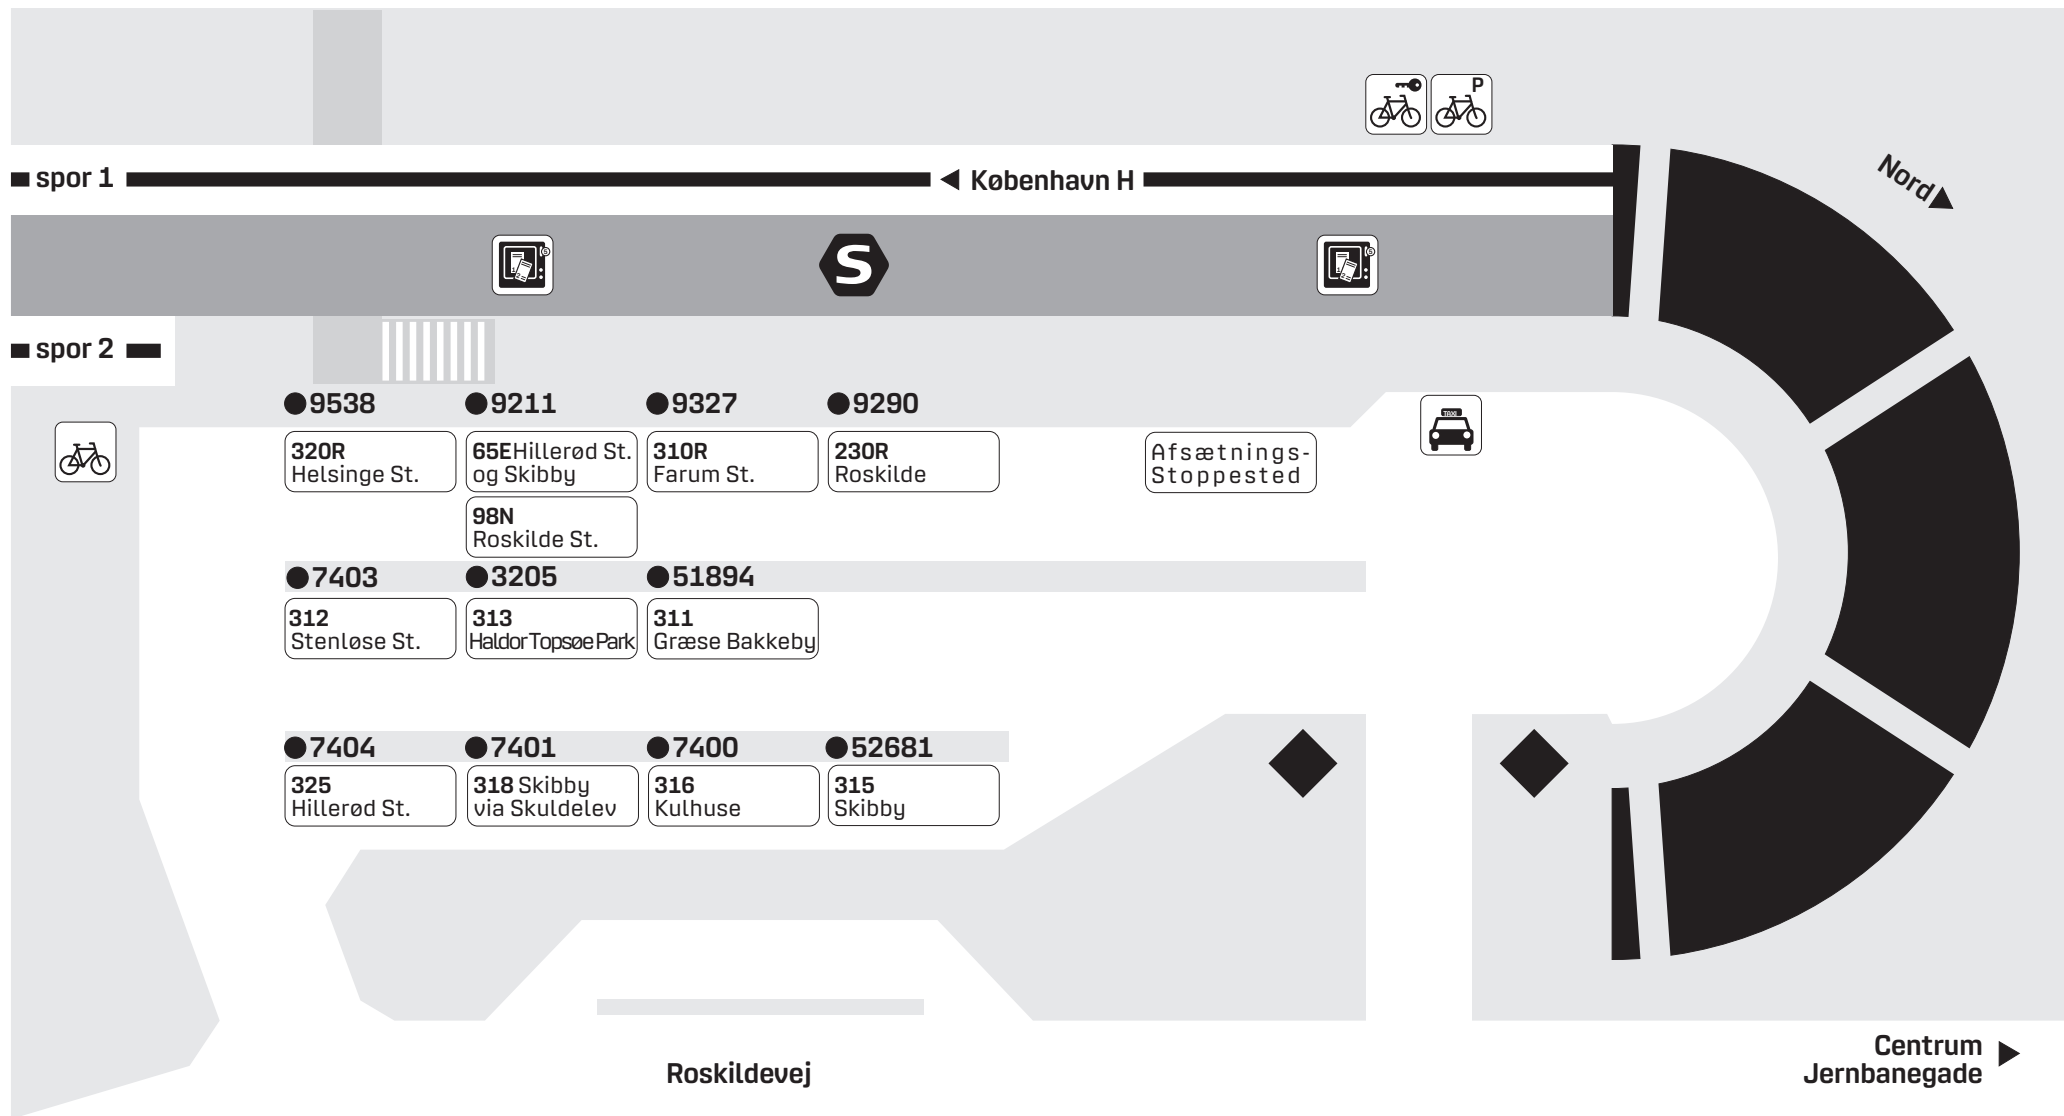 P
spor 1
København H
Nord
S
spor 2
9538
9211
9327
9290
TAXI
320R
Helsinge St.
65E Hillerød St.
og Skibby
310R
Farum St.
230R
Roskilde
Afsætnings-
Stoppested
98N
Roskilde St.
7403
3205
51894
312
Stenløse St.
313
Haldor Topsøe Park
311
Græse Bakkeby
7404
7401
7400
52681
325
Hillerød St.
318 Skibby
via Skuldelev
316
Kulhuse
315
Skibby
Roskildevej
Centrum
Jernbanegade